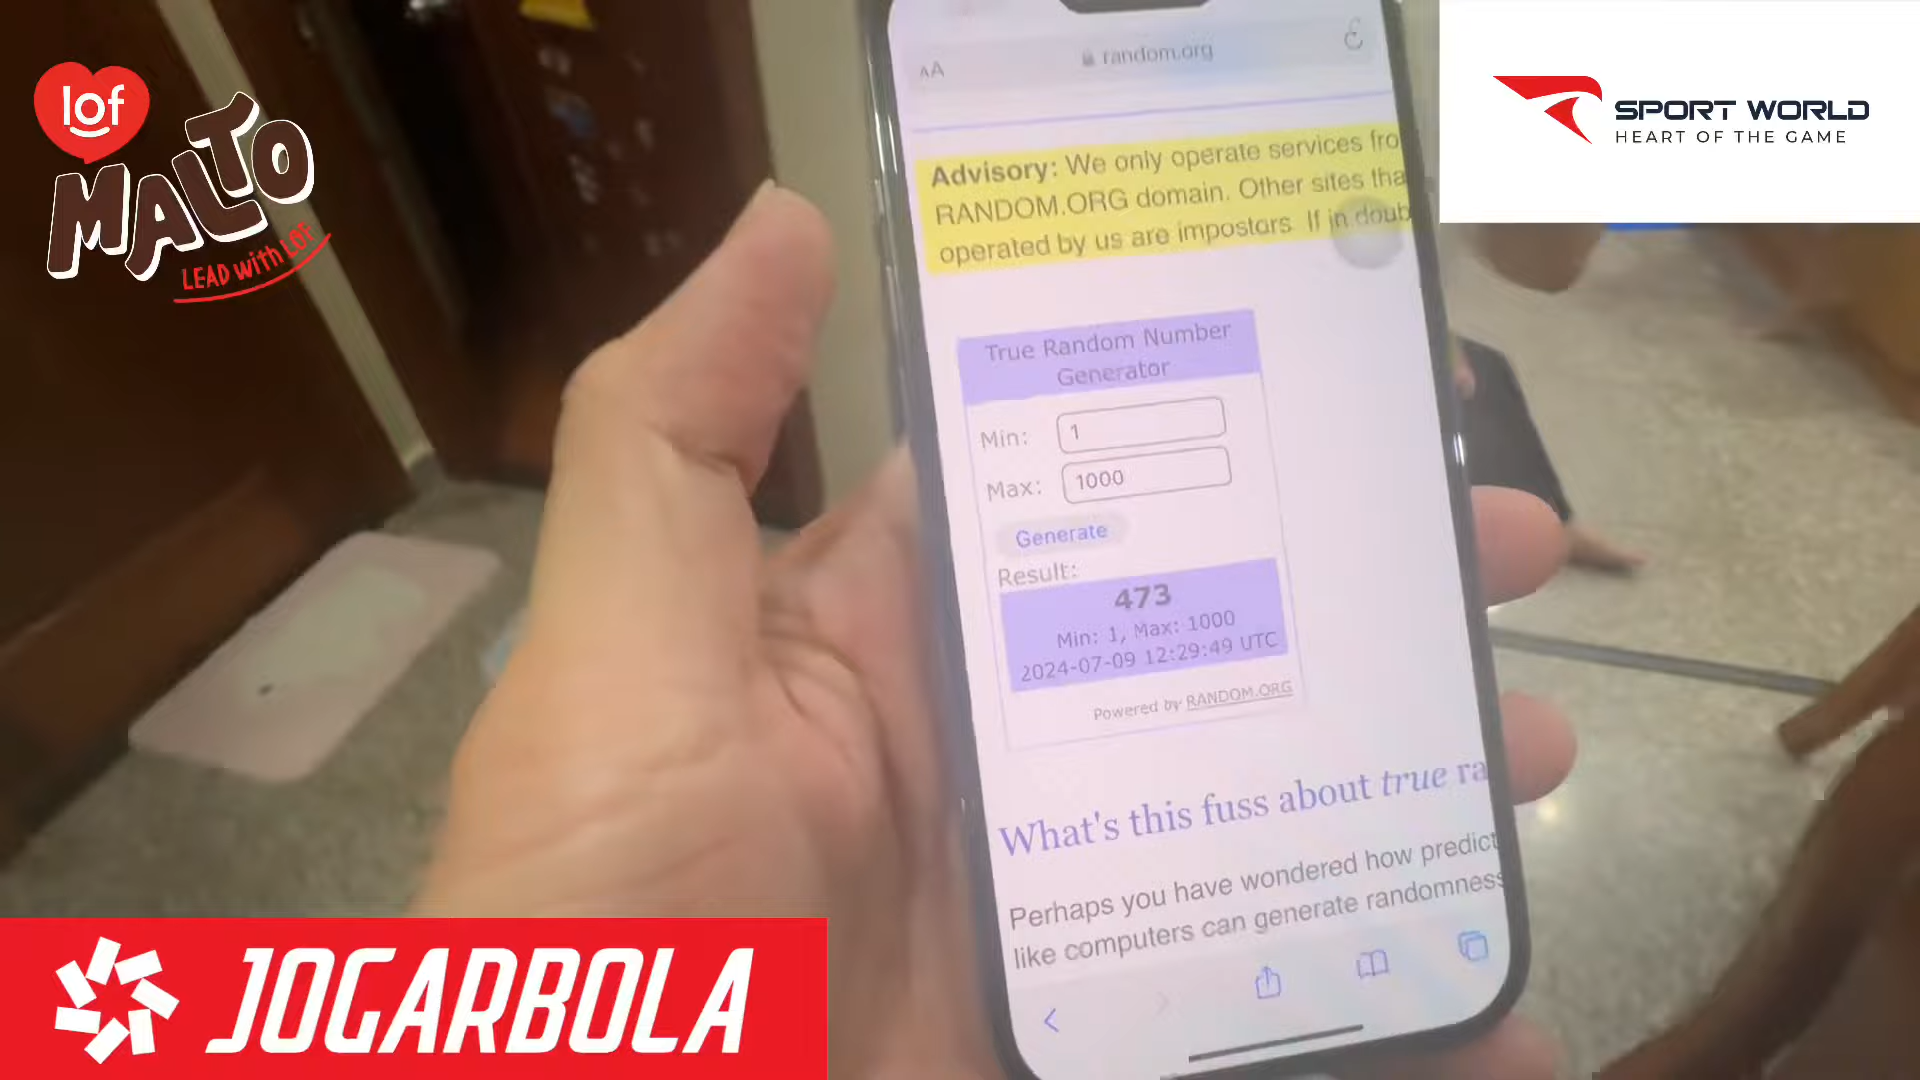 lof
MALTO
LEAD with LOF
SPORT WORLD
HEART OF THE GAME
AA
random.org
Advisory: We only operate services fro
RANDOM.ORG domain. Other sites tha
operated by us are impostors. If in doub
True Random Number
Generator
Min: 1
Max: 1000
Generate
Result:
473
Min: 1, Max: 1000
2024-07-09 12:29:49 UTC
Powered by RANDOM.ORG
What's this fuss about true ra
Perhaps you have wondered how predict
like computers can generate randomness
JOGARBOLA